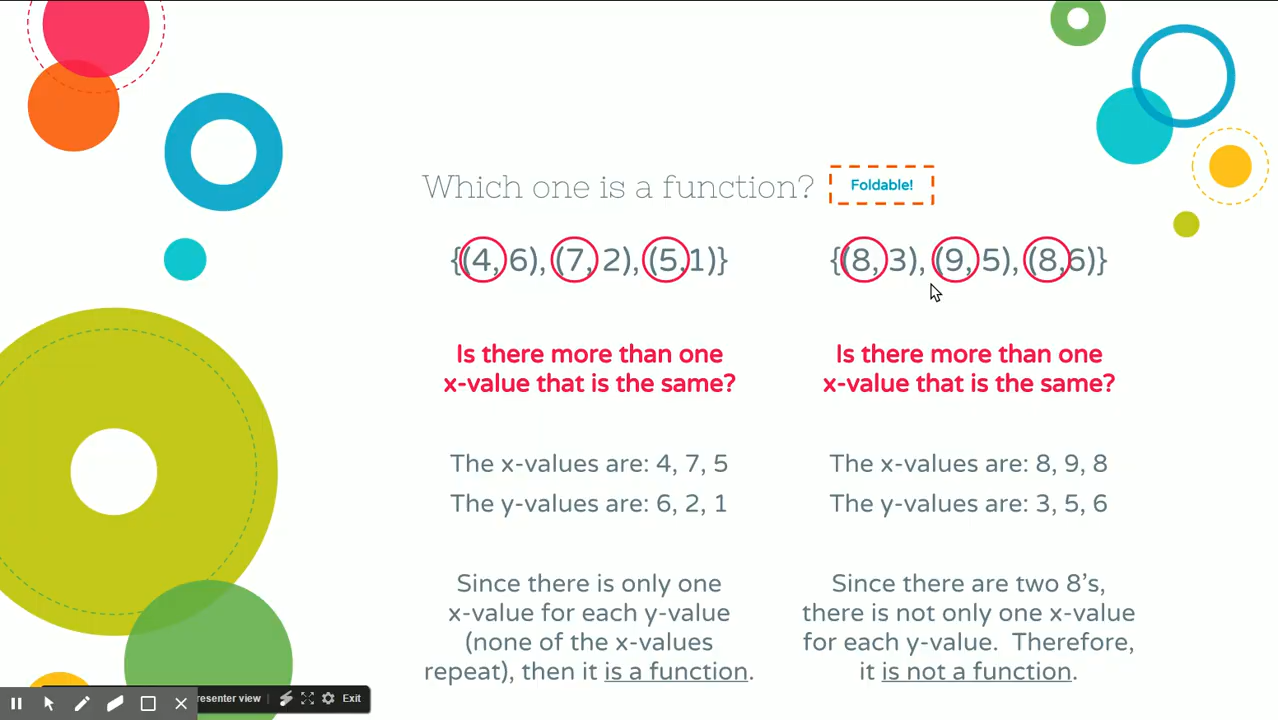 Which one is a function?
Foldable!
{(4, 6), (7, 2), (5,1)}
{(8, 3), (9, 5), (8,6)}
Is there more than one
x-value that is the same?
Is there more than one
x-value that is the same?
The x-values are: 4, 7, 5
The y-values are: 6, 2, 1
The x-values are: 8, 9, 8
The y-values are: 3, 5, 6
Since there is only one
x-value for each y-value
(none of the x-values
repeat), then it is a function.
Since there are two 8’s,
there is not only one x-value
for each y-value. Therefore,
it is not a function.
resenter view
Exit